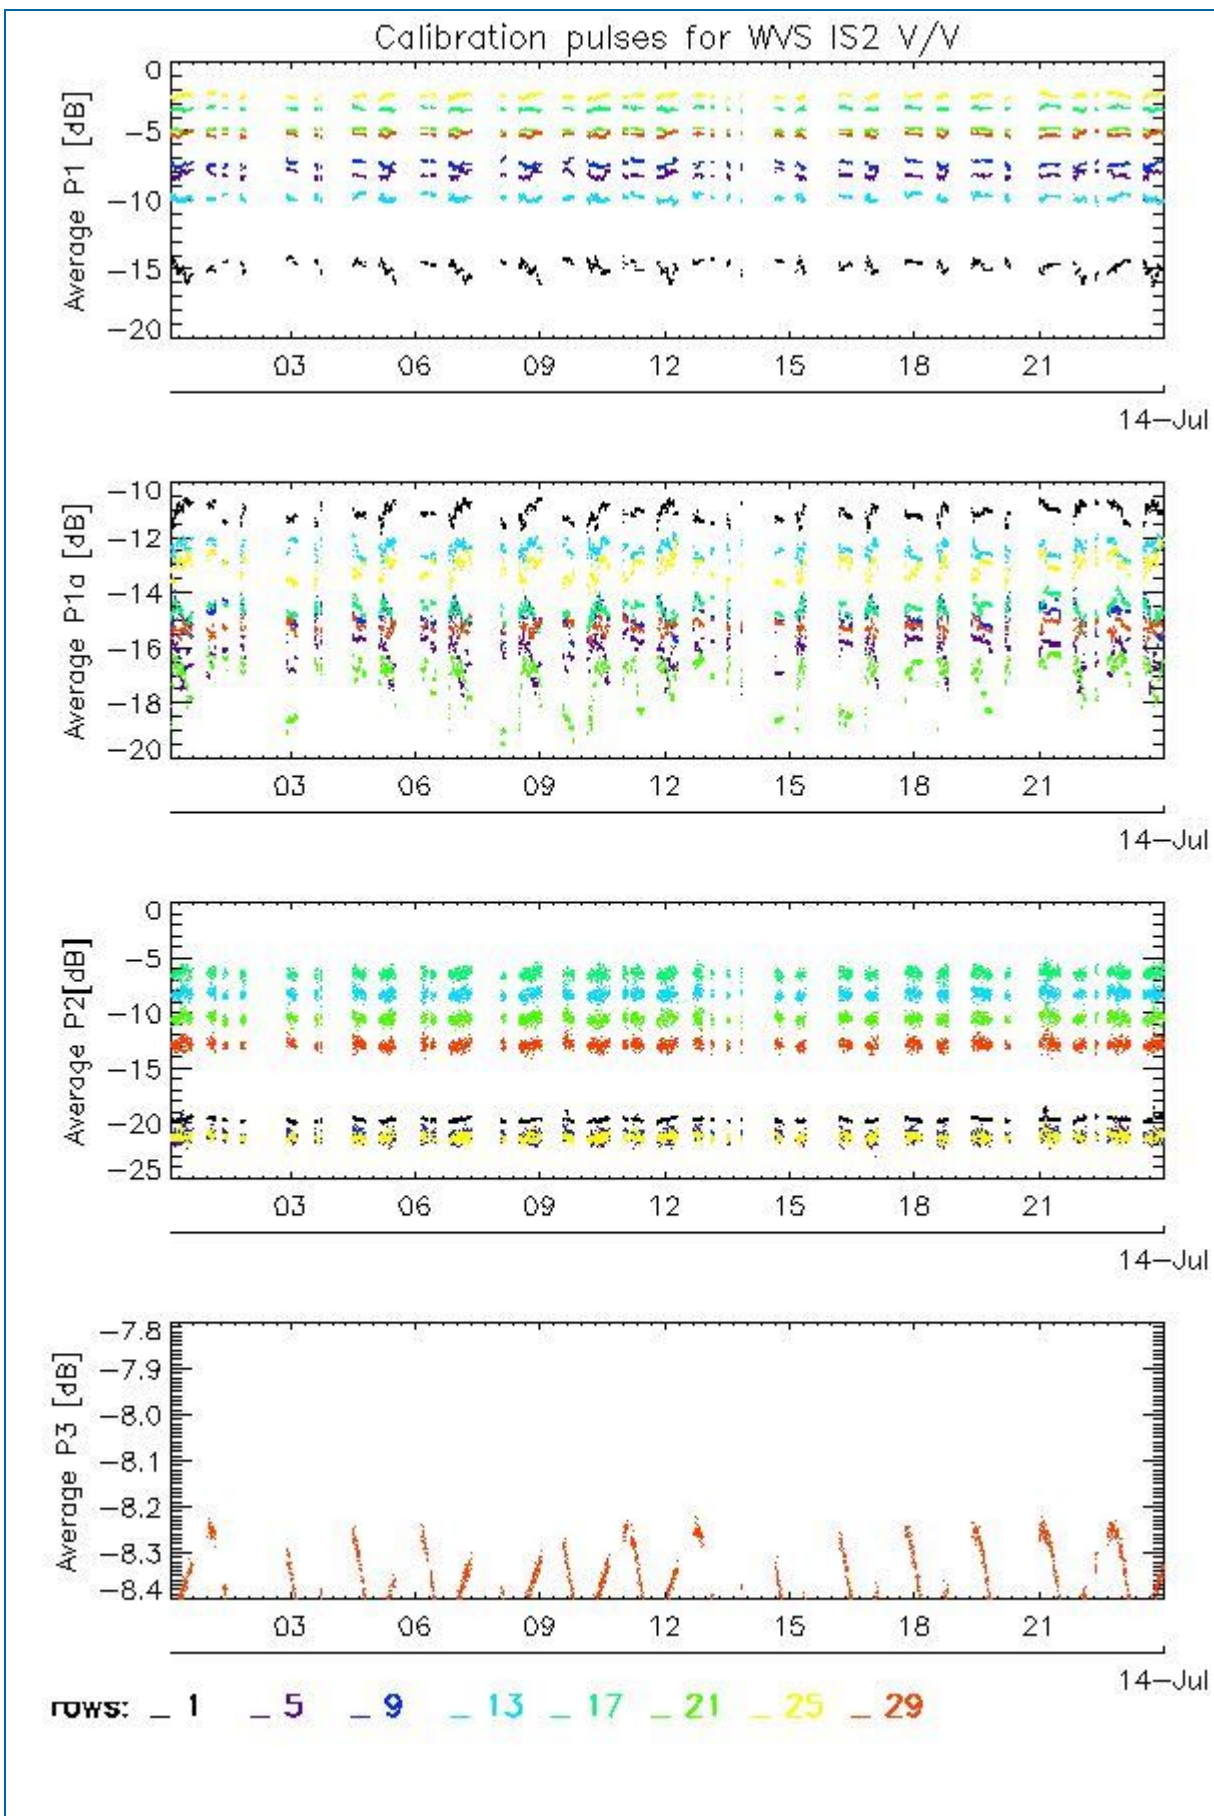 Calibration pulses for WVS IS2 V/V
Average P1 [dB]
0
−5
−10
−15
−20
03 06 09 12 15 18 21
14−Jul
Average P1a [dB]
−10
−12
−14
−16
−18
−20
03 06 09 12 15 18 21
14−Jul
Average P2[dB]
0
−5
−10
−15
−20
−25
03 06 09 12 15 18 21
14−Jul
Average P3 [dB]
−7.8
−7.9
−8.0
−8.1
−8.2
−8.3
−8.4
03 06 09 12 15 18 21
14−Jul
rows: _ 1 _ 5 _ 9 _ 13 _ 17 _ 21 _ 25 _ 29